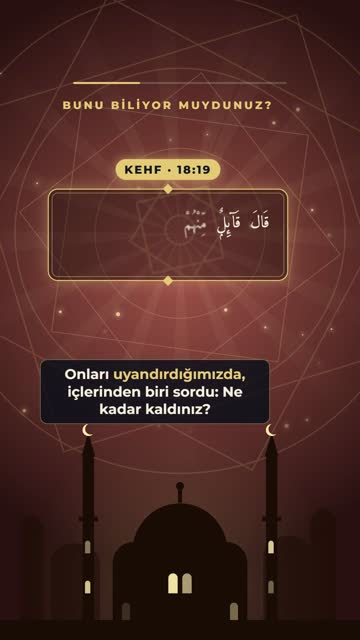 BUNU BİLİYOR MUYDUNUZ?
KEHF · 18:19
قَالَ قَآئِلٌ مِّنْهُمْ
Onları uyandırdığımızda,
içlerinden biri sordu: Ne
kadar kaldınız?